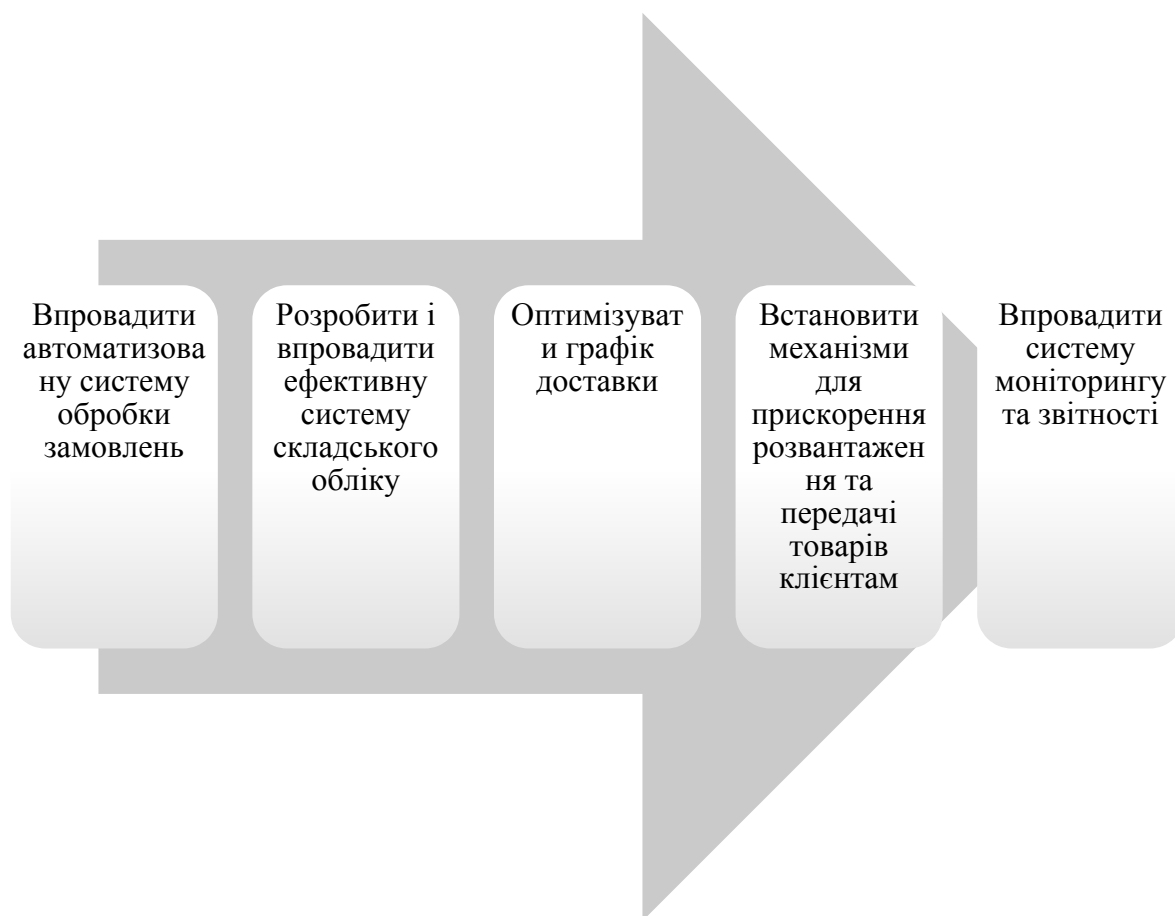 Впровадити
автоматизова
ну систему
обробки
замовлень
Розробити і
впровадити
ефективну
систему
складського
обліку
Оптимізуват
и графік
доставки
Встановити
механізми
для
прискорення
розвантажен
ня та
передачі
товарів
клієнтам
Впровадити
систему
моніторингу
та звітності